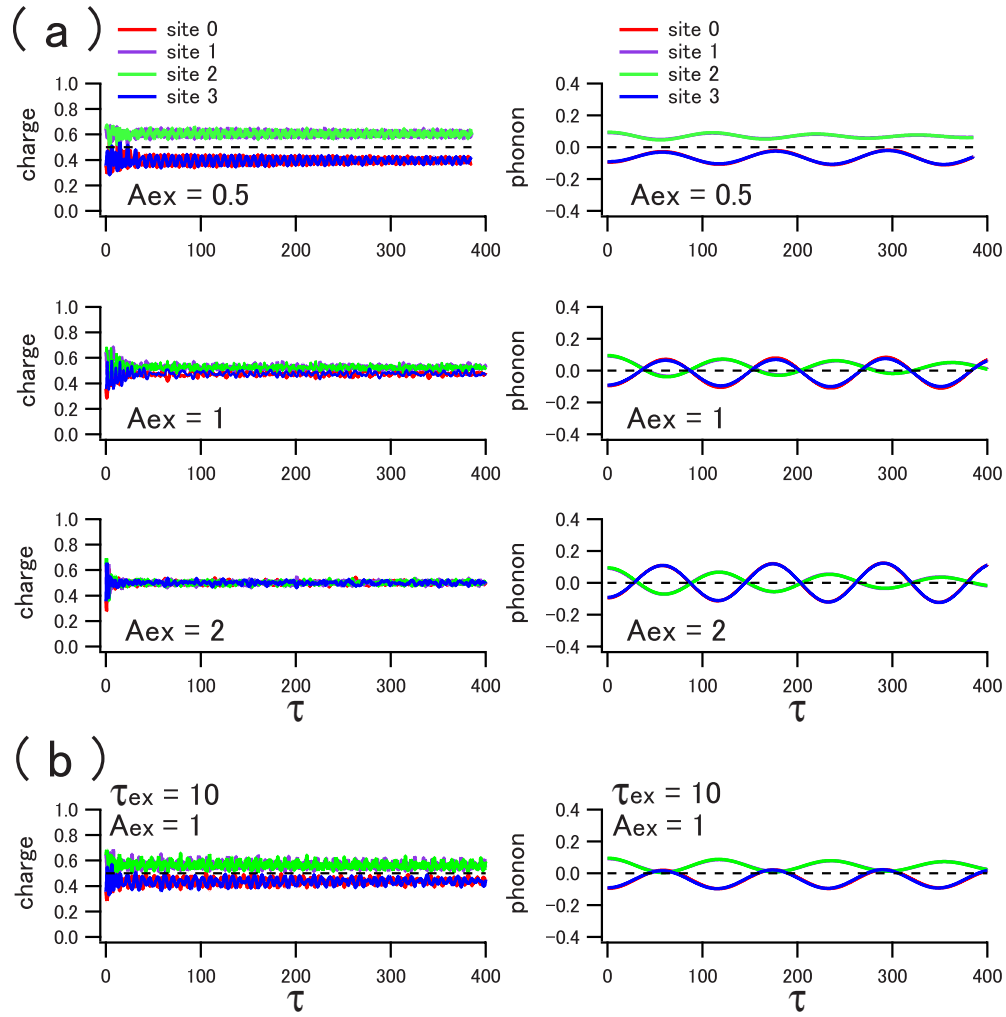 (a)
site 0
site 1
site 2
site 3
site 0
site 1
site 2
site 3
charge
1.0
0.8
0.6
0.4
0.2
0.0
Aex = 0.5
0 100 200 300 400
phonon
0.4
0.2
0.0
−0.2
−0.4
Aex = 0.5
0 100 200 300 400
charge
1.0
0.8
0.6
0.4
0.2
0.0
Aex = 1
0 100 200 300 400
phonon
0.4
0.2
0.0
−0.2
−0.4
Aex = 1
0 100 200 300 400
charge
1.0
0.8
0.6
0.4
0.2
0.0
Aex = 2
0 100 200 300 400
τ
phonon
0.4
0.2
0.0
−0.2
−0.4
Aex = 2
0 100 200 300 400
τ
(b)
τex = 10
Aex = 1
charge
1.0
0.8
0.6
0.4
0.2
0.0
0 100 200 300 400
τ
τex = 10
Aex = 1
phonon
0.4
0.2
0.0
−0.2
−0.4
0 100 200 300 400
τ